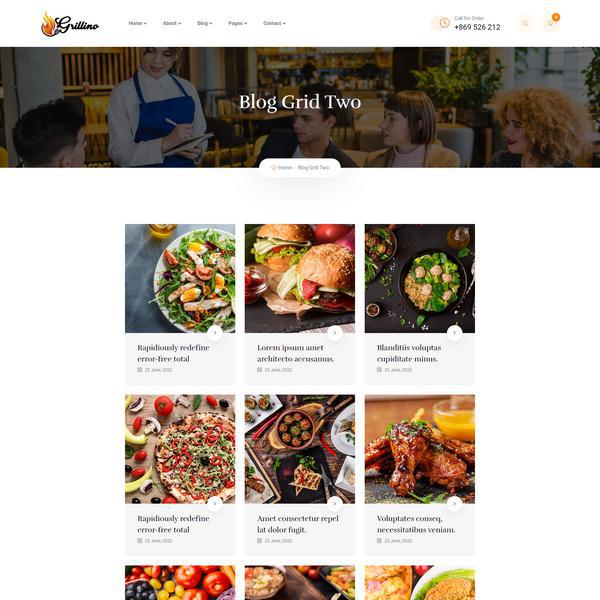 Grillino
Home
About
Blog
Pages
Contact
Call for Order
+869 526 212
Blog Grid Two
Home - Blog Grid Two
Rapidiously redefine
error-free total
22 June, 2022
Lorem ipsum amet
architecto accusamus.
22 June, 2022
Blanditiis voluptas
cupiditate minus.
22 June, 2022
Rapidiously redefine
error-free total
22 June, 2022
Amet consectetur repel
lat dolor fugit.
22 June, 2022
Voluptates conseq,
necessitatibus veniam.
22 June, 2022